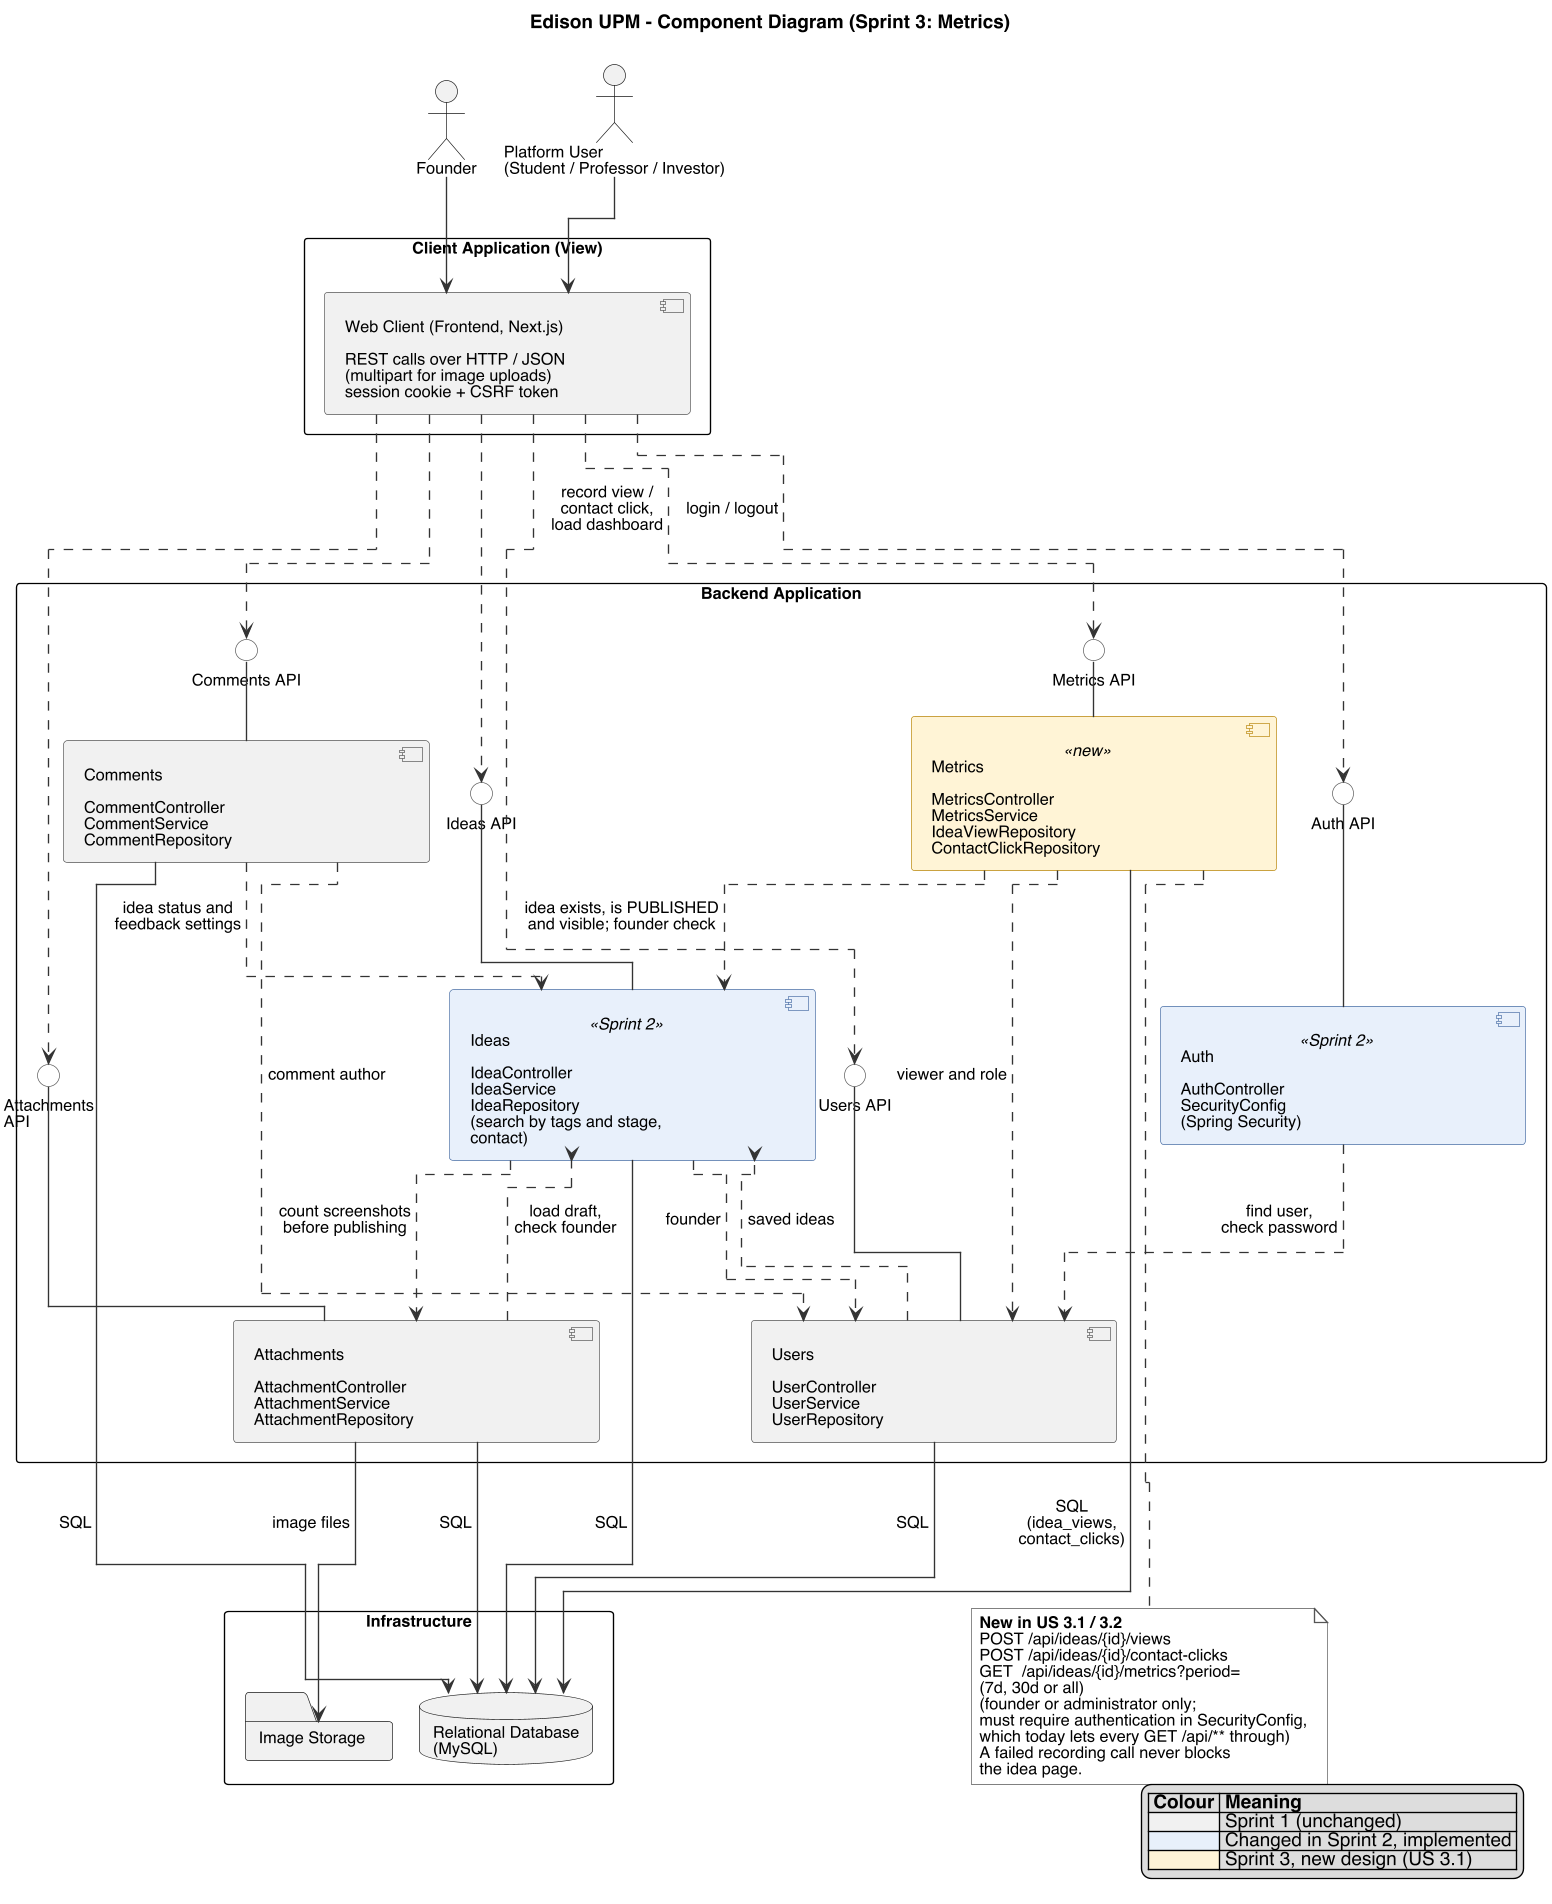 Edison UPM - Component Diagram (Sprint 3: Metrics)
Founder
Platform User
(Student / Professor / Investor)
Client Application (View)
Web Client (Frontend, Next.js)
REST calls over HTTP / JSON
(multipart for image uploads)
session cookie + CSRF token
record view /
contact click,
load dashboard
login / logout
Backend Application
Comments API
Metrics API
Comments
CommentController
CommentService
CommentRepository
Ideas API
«new»
Metrics
MetricsController
MetricsService
IdeaViewRepository
ContactClickRepository
Auth API
idea status and
feedback settings
idea exists, is PUBLISHED
and visible; founder check
Attachments
API
comment author
«Sprint 2»
Ideas
IdeaController
IdeaService
IdeaRepository
(search by tags and stage,
contact)
Users API
viewer and role
«Sprint 2»
Auth
AuthController
SecurityConfig
(Spring Security)
count screenshots
before publishing
load draft,
check founder
founder
saved ideas
find user,
check password
Attachments
AttachmentController
AttachmentService
AttachmentRepository
Users
UserController
UserService
UserRepository
SQL
image files
SQL
SQL
SQL
SQL
(idea_views,
contact_clicks)
Infrastructure
Image Storage
Relational Database
(MySQL)
New in US 3.1 / 3.2
POST /api/ideas/{id}/views
POST /api/ideas/{id}/contact-clicks
GET  /api/ideas/{id}/metrics?period=
(7d, 30d or all)
(founder or administrator only;
must require authentication in SecurityConfig,
which today lets every GET /api/** through)
A failed recording call never blocks
the idea page.
Colour Meaning
Sprint 1 (unchanged)
Changed in Sprint 2, implemented
Sprint 3, new design (US 3.1)